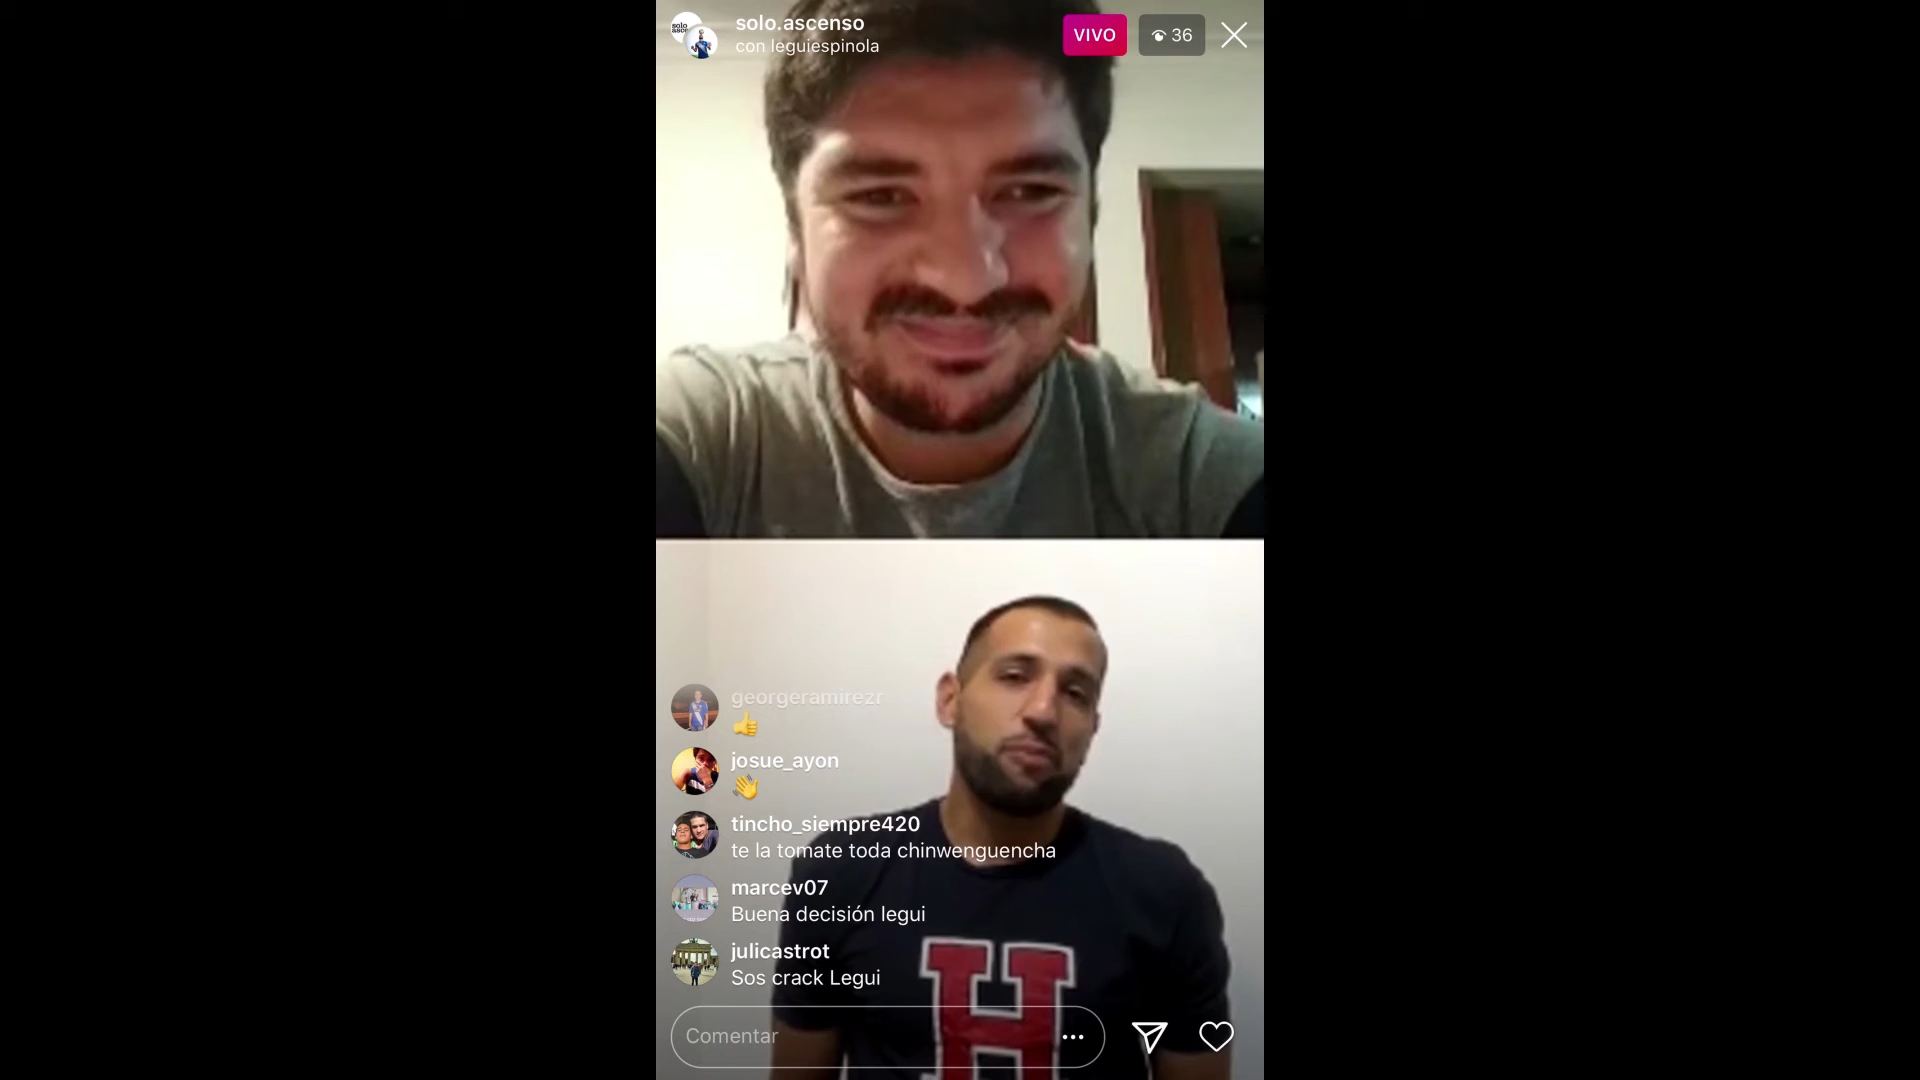 solo.ascenso
con leguiespinola
VIVO
36
georgeramirezr
👍
josue_ayon
👋
tincho_siempre420
te la tomate toda chinwenguencha
marcev07
Buena decisión legui
julicastrot
Sos crack Legui
Comentar
H